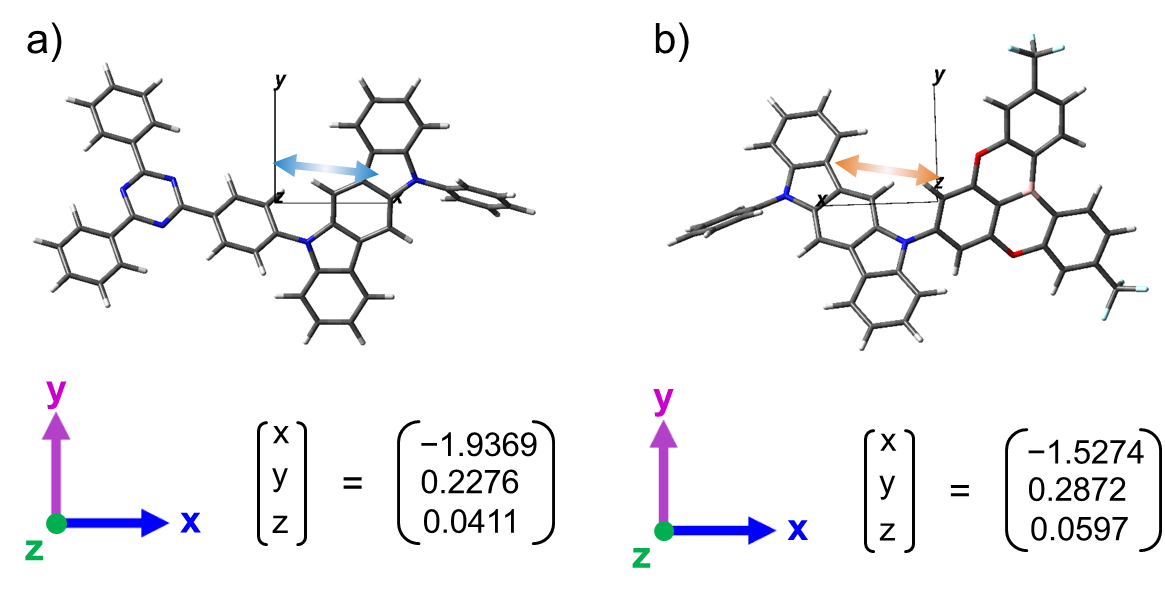 a)
b)
y
z
x
y
z
x
y
x
z
x
y
z
=
−1.9369
0.2276
0.0411
y
x
z
x
y
z
=
−1.5274
0.2872
0.0597